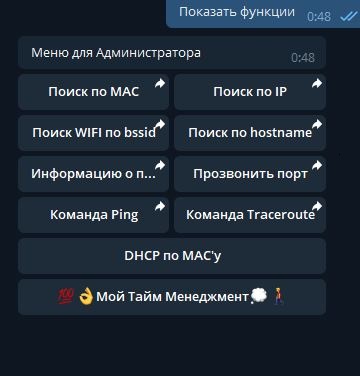 Показать функции 0:48
Меню для Администратора 0:48
Поиск по MAC Поиск по IP
Поиск WIFI по bssid Поиск по hostname
Информацию о п... Прозвонить порт
Команда Ping Команда Traceroute
DHCP по MAC'у
💯👌Мой Тайм Менеджмент💭🚶